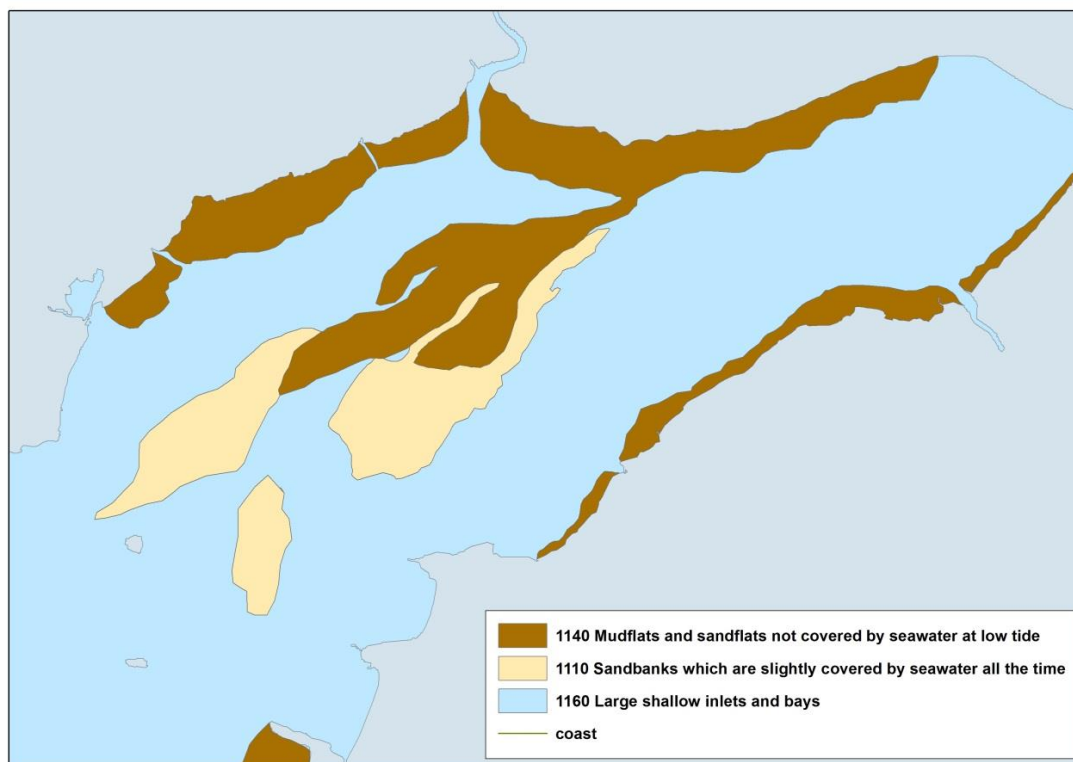 1140 Mudflats and sandflats not covered by seawater at low tide
1110 Sandbanks which are slightly covered by seawater all the time
1160 Large shallow inlets and bays
coast